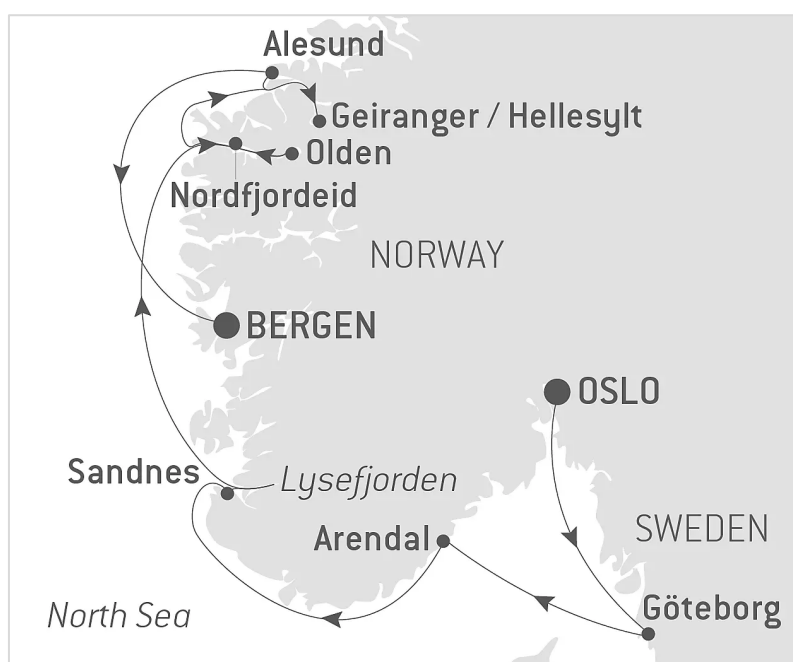 Alesund
Geiranger / Hellesylt
Olden
Nordfjordeid
NORWAY
BERGEN
OSLO
Sandnes
Lysefjorden
Arendal
SWEDEN
North Sea
Göteborg